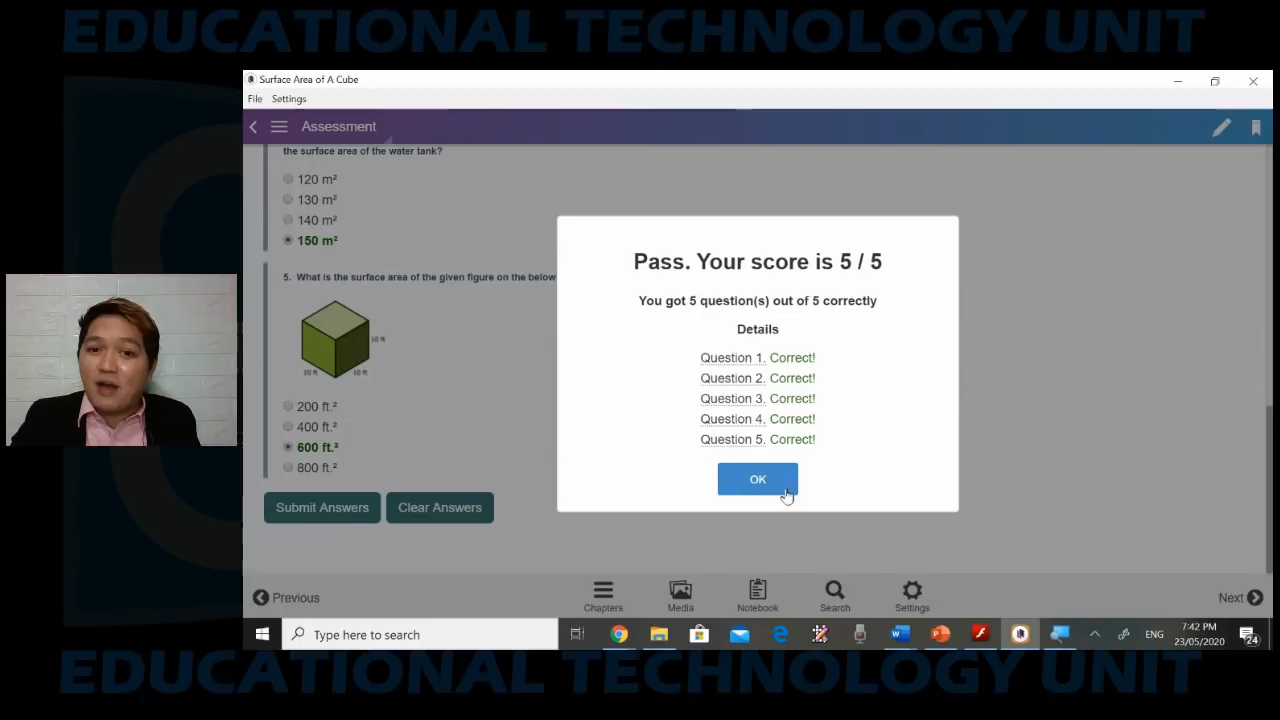 EDUCATIONAL TECHNOLOGY UNIT
Surface Area of A Cube
File Settings
Assessment
the surface area of the water tank?
120 m²
130 m²
140 m²
150 m²
5. What is the surface area of the given figure on the below
10 ft
10 ft 10 ft
200 ft.²
400 ft.²
600 ft.²
800 ft.²
Submit Answers Clear Answers
Pass. Your score is 5 / 5
You got 5 question(s) out of 5 correctly
Details
Question 1. Correct!
Question 2. Correct!
Question 3. Correct!
Question 4. Correct!
Question 5. Correct!
OK
Previous Chapters Media Notebook Search Settings Next
Type here to search
ENG
7:42 PM
23/05/2020
24
EDUCATIONAL TECHNOLOGY UNIT